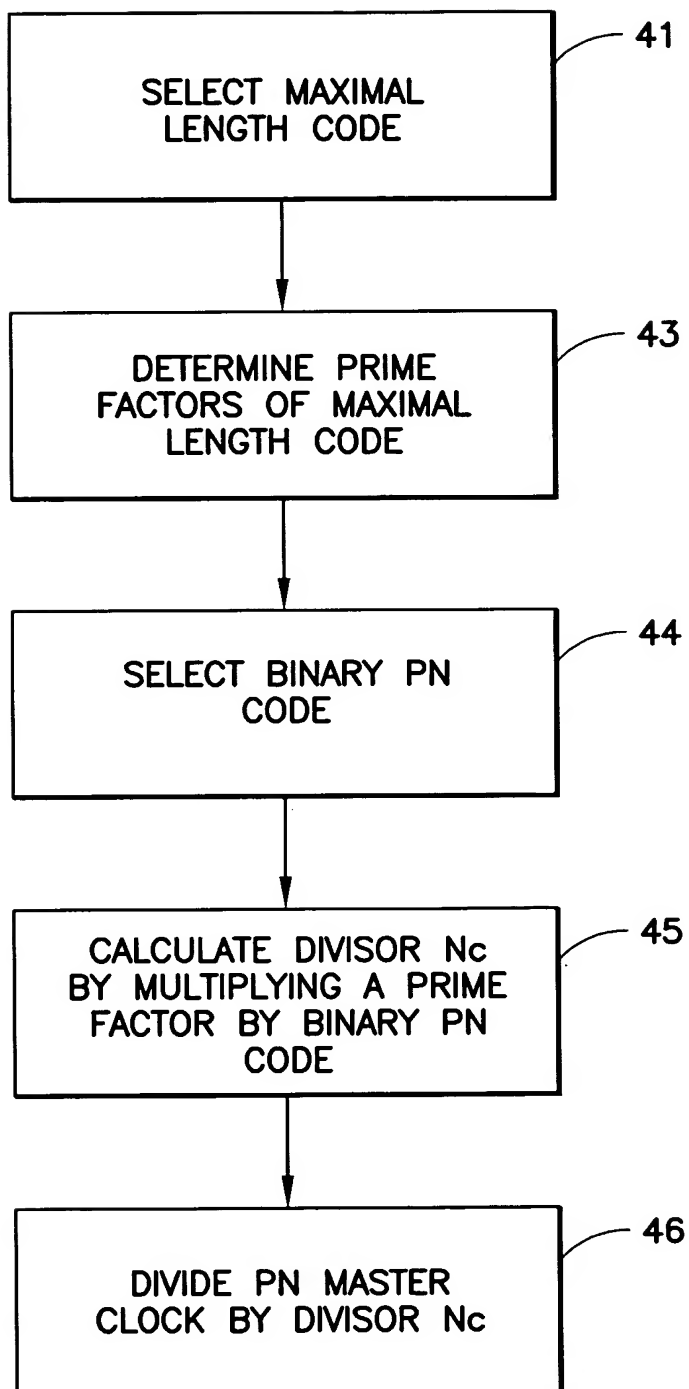 41
SELECT MAXIMAL
LENGTH CODE
43
DETERMINE PRIME
FACTORS OF MAXIMAL
LENGTH CODE
44
SELECT BINARY PN
CODE
45
CALCULATE DIVISOR Nc
BY MULTIPLYING A PRIME
FACTOR BY BINARY PN
CODE
46
DIVIDE PN MASTER
CLOCK BY DIVISOR Nc